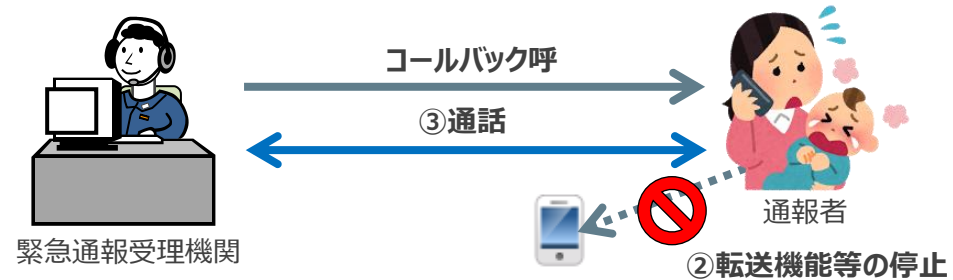 コールバック呼
③通話
通報者
緊急通報受理機関
②転送機能等の停止